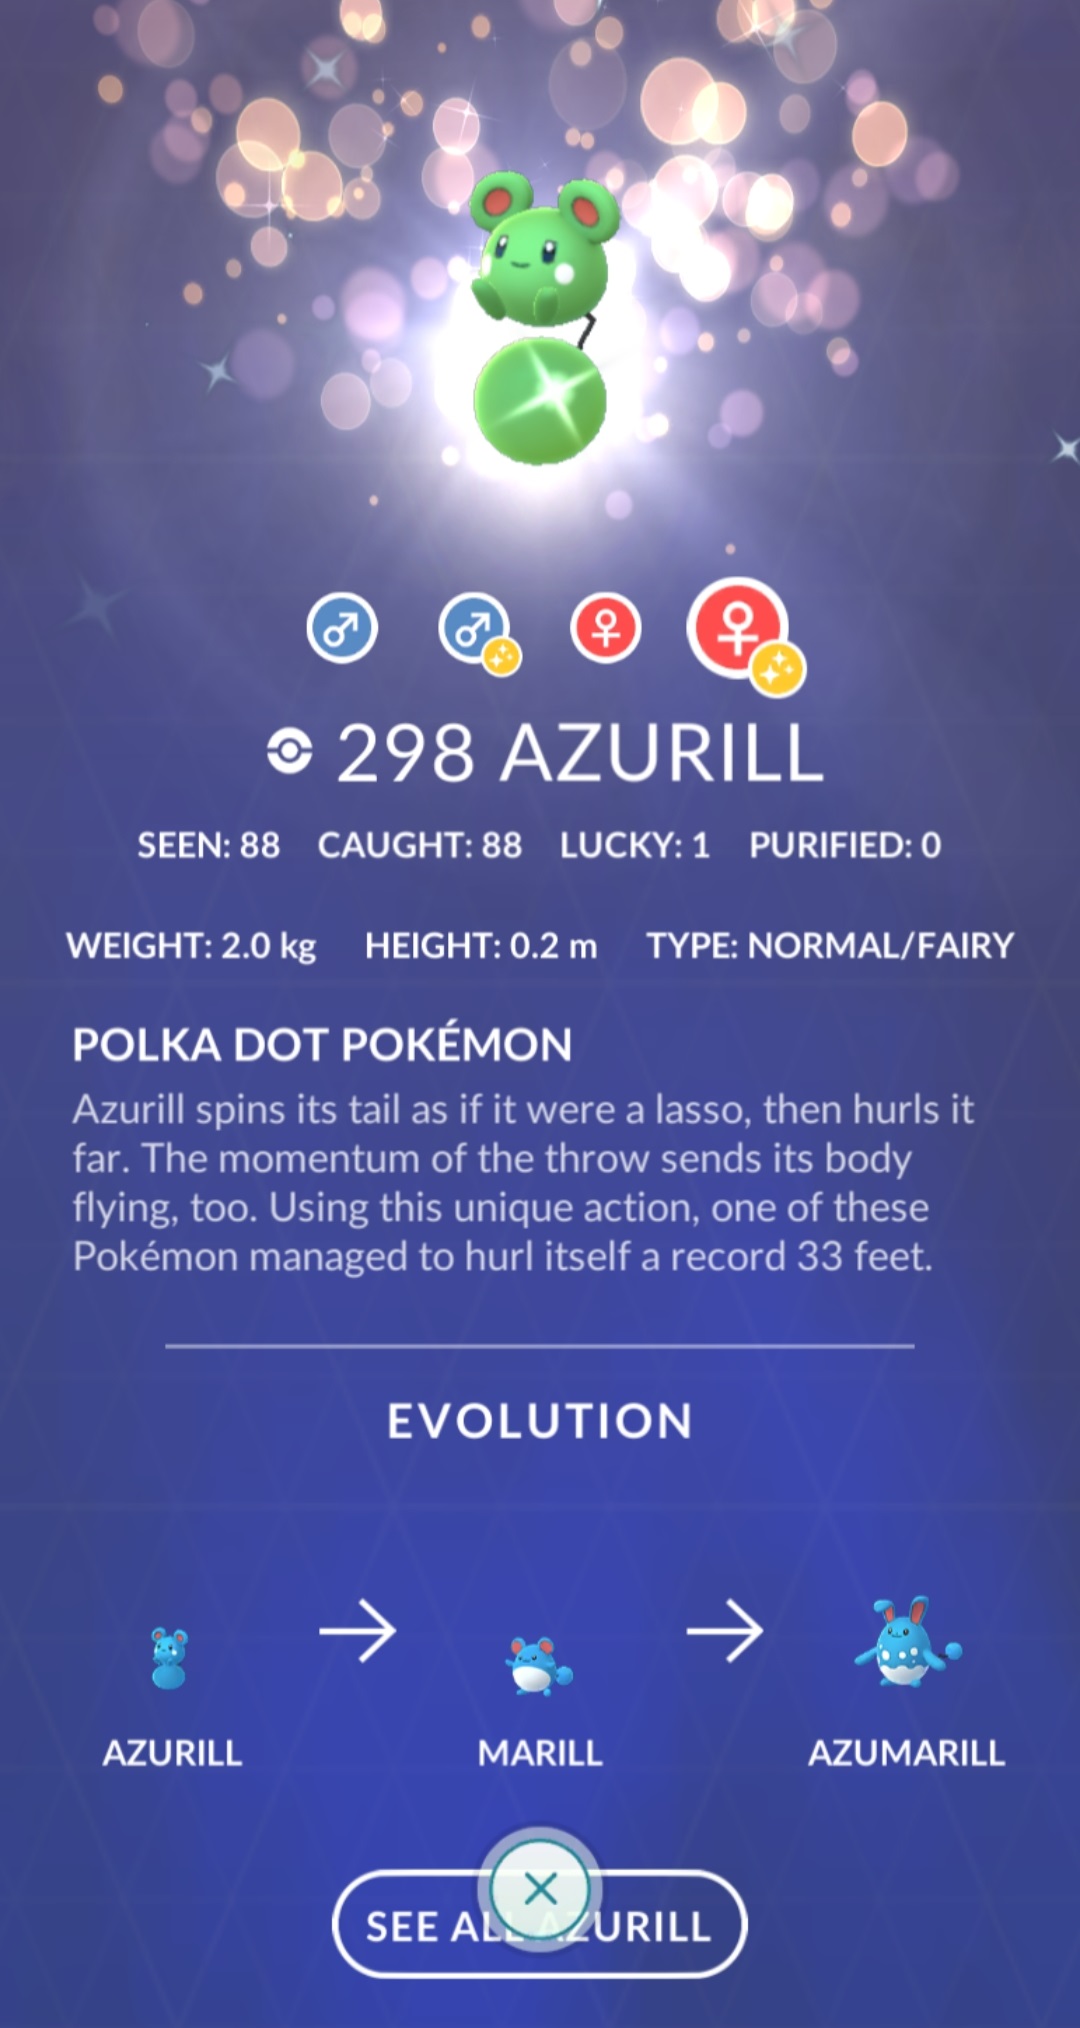 298 AZURILL
SEEN: 88 CAUGHT: 88 LUCKY: 1 PURIFIED: 0
WEIGHT: 2.0 kg HEIGHT: 0.2 m TYPE: NORMAL/FAIRY
POLKA DOT POKÉMON
Azurill spins its tail as if it were a lasso, then hurls it
far. The momentum of the throw sends its body
flying, too. Using this unique action, one of these
Pokémon managed to hurl itself a record 33 feet.
EVOLUTION
AZURILL MARILL AZUMARILL
SEE ALL AZURILL